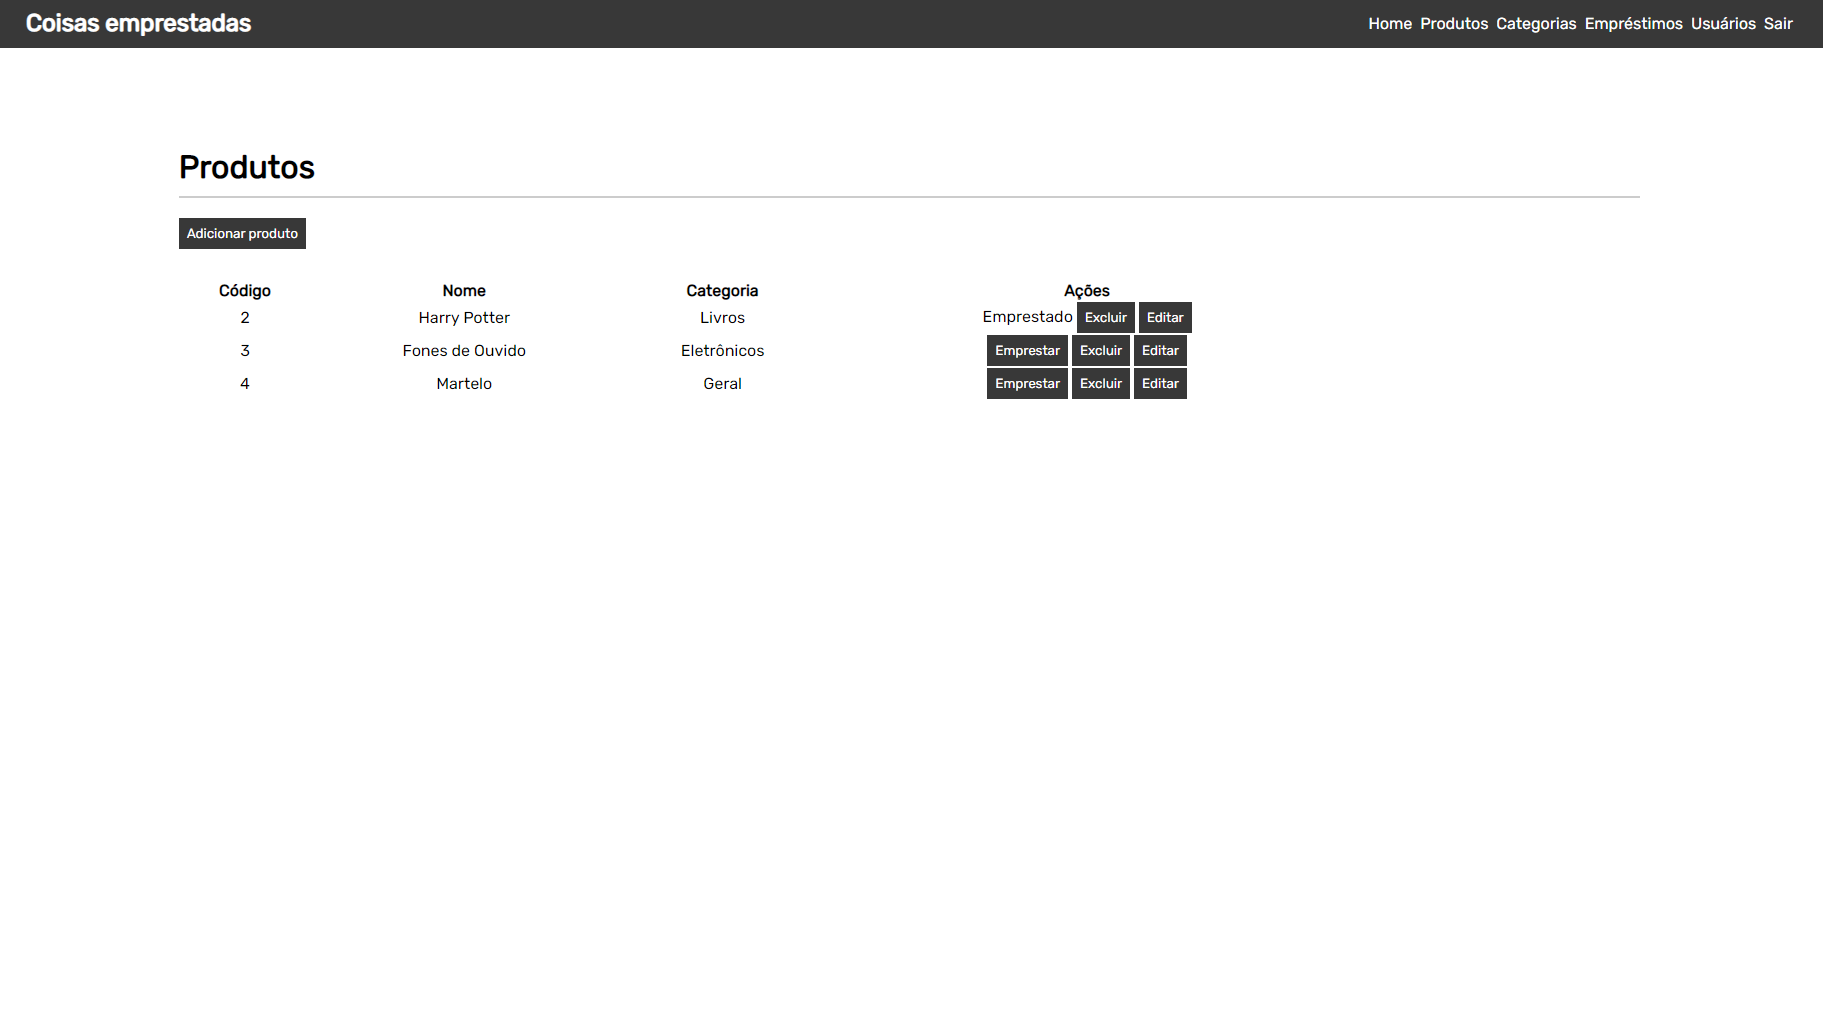 Coisas emprestadas Home Produtos Categorias Empréstimos Usuários Sair
Produtos
Adicionar produto
Código Nome Categoria Ações
2 Harry Potter Livros Emprestado Excluir Editar
3 Fones de Ouvido Eletrônicos Emprestar Excluir Editar
4 Martelo Geral Emprestar Excluir Editar